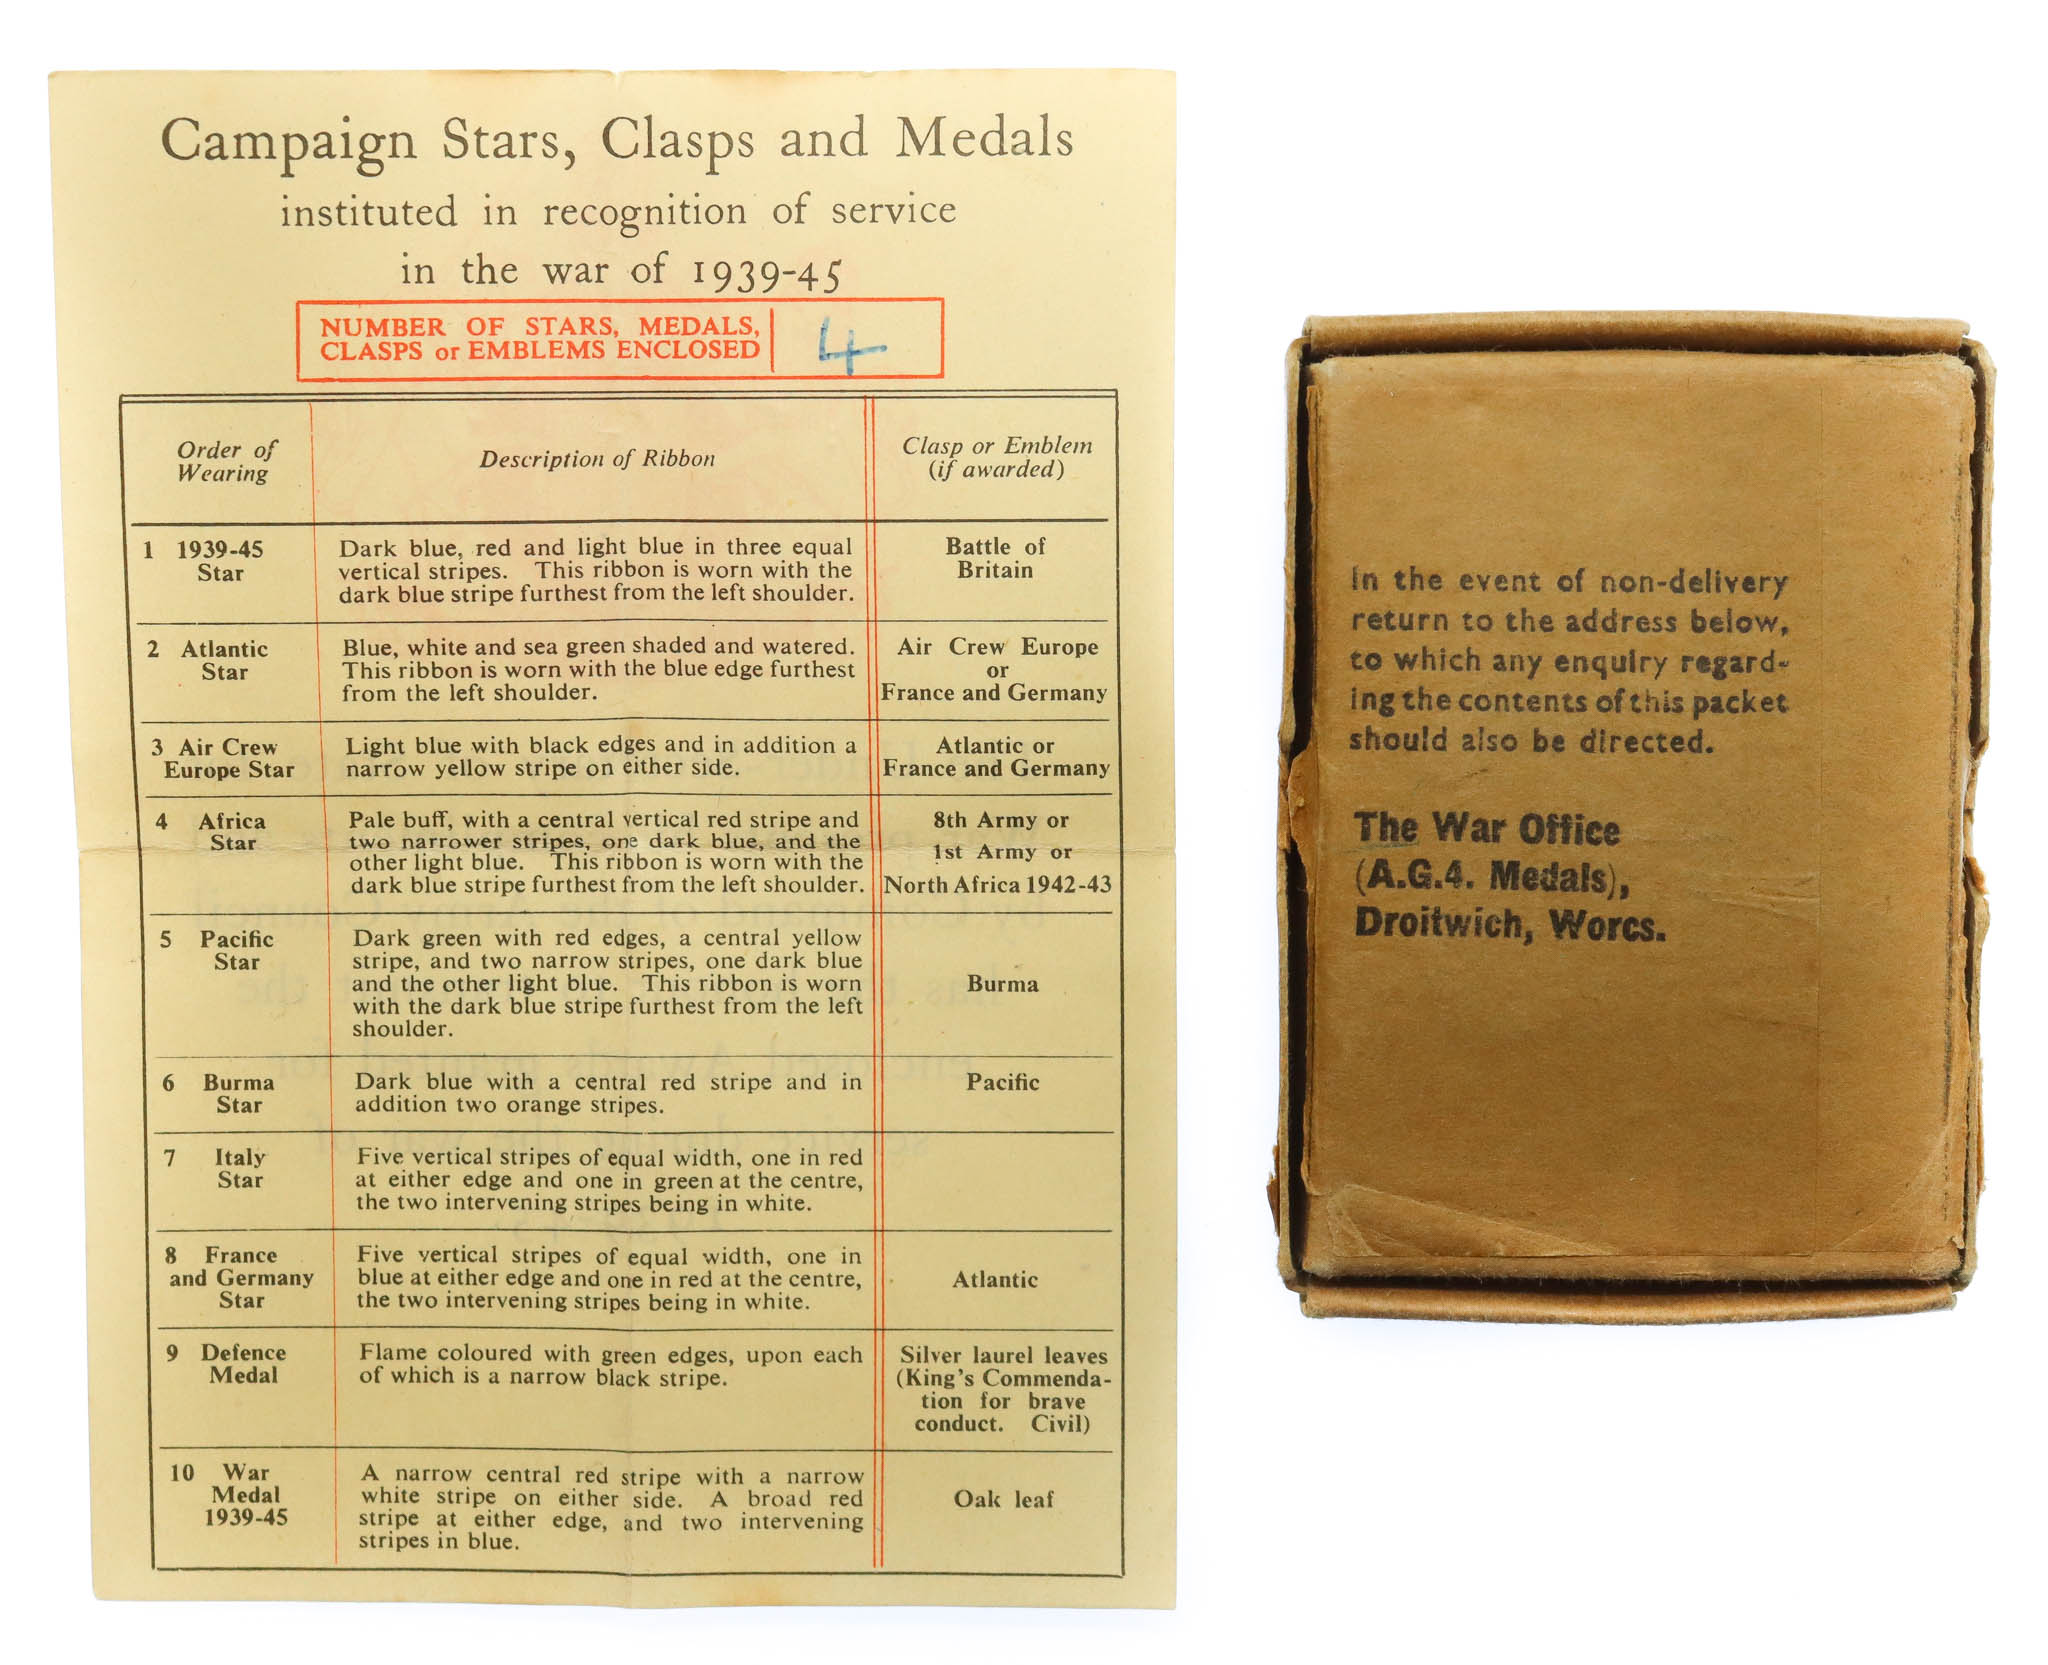 Campaign Stars, Clasps and Medals
instituted in recognition of service
in the war of 1939-45
NUMBER OF STARS, MEDALS,
CLASPS or EMBLEMS ENCLOSED
4
Order of
Wearing
Description of Ribbon
Clasp or Emblem
(if awarded)
1 1939-45
Star
Dark blue, red and light blue in three equal
vertical stripes. This ribbon is worn with the
dark blue stripe furthest from the left shoulder.
Battle of
Britain
2 Atlantic
Star
Blue, white and sea green shaded and watered.
This ribbon is worn with the blue edge furthest
from the left shoulder.
Air Crew Europe
or
France and Germany
3 Air Crew
Europe Star
Light blue with black edges and in addition a
narrow yellow stripe on either side.
Atlantic or
France and Germany
4 Africa
Star
Pale buff, with a central vertical red stripe and
two narrower stripes, one dark blue, and the
other light blue. This ribbon is worn with the
dark blue stripe furthest from the left shoulder.
8th Army or
1st Army or
North Africa 1942-43
5 Pacific
Star
Dark green with red edges, a central yellow
stripe, and two narrow stripes, one dark blue
and the other light blue. This ribbon is worn
with the dark blue stripe furthest from the left
shoulder.
Burma
6 Burma
Star
Dark blue with a central red stripe and in
addition two orange stripes.
Pacific
7 Italy
Star
Five vertical stripes of equal width, one in red
at either edge and one in green at the centre,
the two intervening stripes being in white.
8 France
and Germany
Star
Five vertical stripes of equal width, one in
blue at either edge and one in red at the centre,
the two intervening stripes being in white.
Atlantic
9 Defence
Medal
Flame coloured with green edges, upon each
of which is a narrow black stripe.
Silver laurel leaves
(King's Commenda-
tion for brave
conduct. Civil)
10 War
Medal
1939-45
A narrow central red stripe with a narrow
white stripe on either side. A broad red
stripe at either edge, and two intervening
stripes in blue.
Oak leaf
In the event of non-delivery
return to the address below,
to which any enquiry regard-
ing the contents of this packet
should also be directed.
The War Office
(A.G.4. Medals),
Droitwich, Worcs.